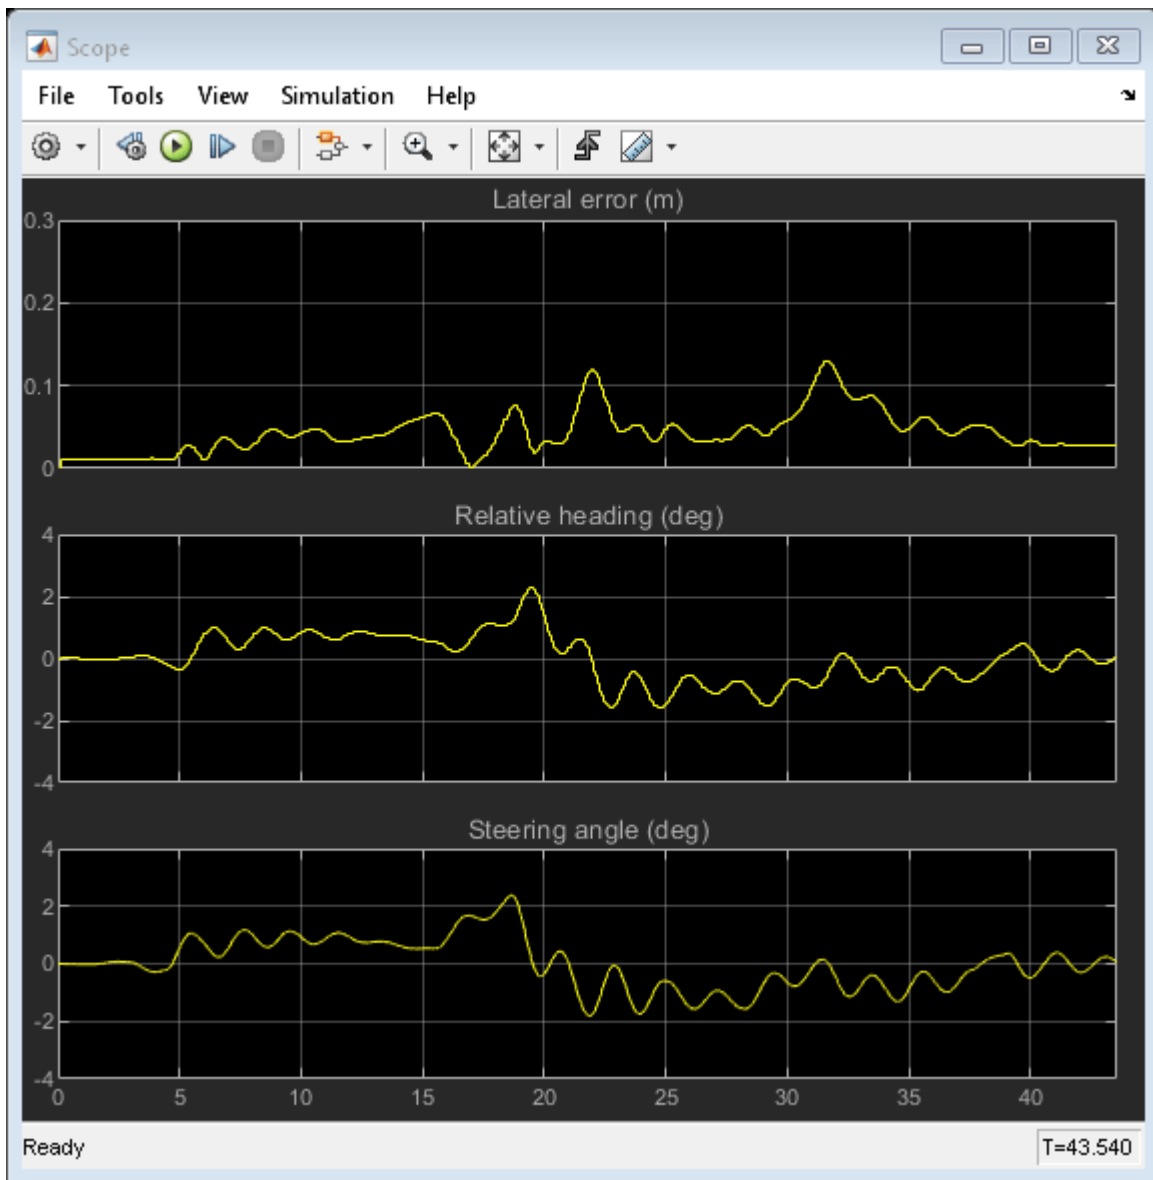 Scope
File Tools View Simulation Help
Lateral error (m)
0.3
0.2
0.1
0
Relative heading (deg)
4
2
0
-2
-4
Steering angle (deg)
4
2
0
-2
-4
0 5 10 15 20 25 30 35 40
Ready T=43.540